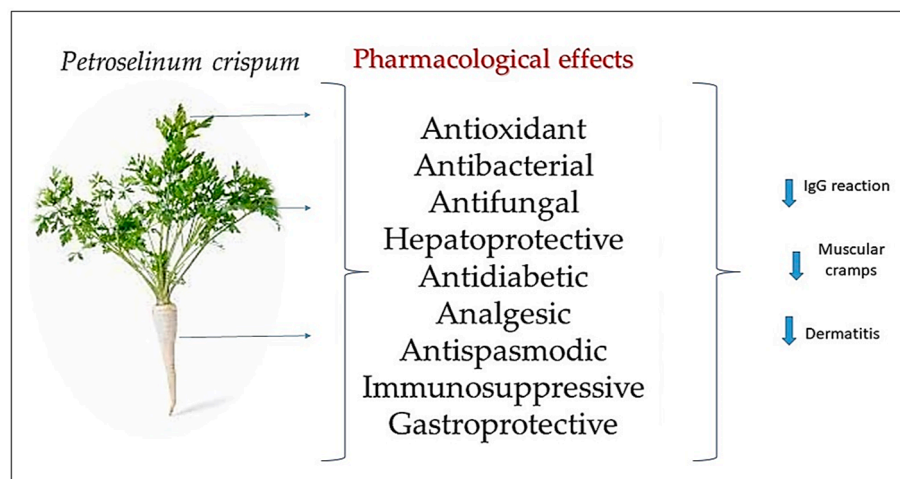 Petroselinum crispum
Pharmacological effects
Antioxidant
Antibacterial
Antifungal
Hepatoprotective
Antidiabetic
Analgesic
Antispasmodic
Immunosuppressive
Gastroprotective
IgG reaction
Muscular
cramps
Dermatitis